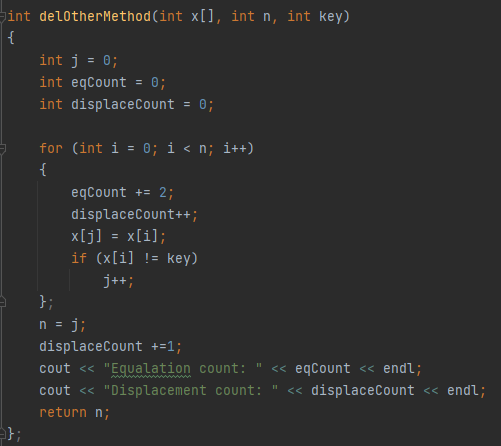 int delOtherMethod(int x[], int n, int key)
{
    int j = 0;
    int eqCount = 0;
    int displaceCount = 0;

    for (int i = 0; i < n; i++)
    {
        eqCount += 2;
        displaceCount++;
        x[j] = x[i];
        if (x[i] != key)
            j++;
    };
    n = j;
    displaceCount +=1;
    cout << "Equalation count: " << eqCount << endl;
    cout << "Displacement count: " << displaceCount << endl;
    return n;
};